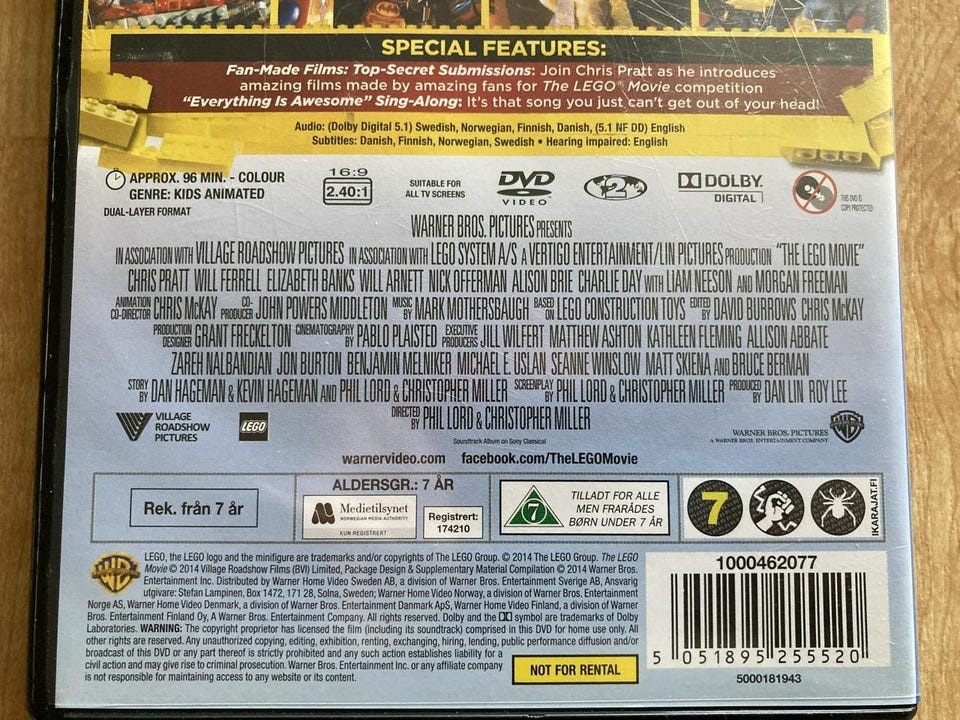 SPECIAL FEATURES:
Fan-Made Films: Top-Secret Submissions: Join Chris Pratt as he introduces
amazing films made by amazing fans for The LEGO® Movie competition
“Everything Is Awesome” Sing-Along: It's that song you just can't get out of your head!
Audio: (Dolby Digital 5.1) Swedish, Norwegian, Finnish, Danish, (5.1 NF DD) English
Subtitles: Danish, Finnish, Norwegian, Swedish • Hearing impaired: English
APPROX. 96 MIN. - COLOUR
GENRE: KIDS ANIMATED
DUAL-LAYER FORMAT
16:9
2.40:1
SUITABLE FOR
ALL TV SCREENS
DVD
VIDEO
2
DOLBY
DIGITAL
THIS DVD IS
COPY PROTECTED
WARNER BROS. PICTURES PRESENTS
IN ASSOCIATION WITH VILLAGE ROADSHOW PICTURES IN ASSOCIATION WITH LEGO SYSTEM A/S A VERTIGO ENTERTAINMENT/LIN PICTURES PRODUCTION “THE LEGO MOVIE”
CHRIS PRATT WILL FERRELL ELIZABETH BANKS WILL ARNETT NICK OFFERMAN ALISON BRIE CHARLIE DAY WITH LIAM NEESON AND MORGAN FREEMAN
ANIMATION CO-DIRECTOR CHRIS McKAY CO-PRODUCER JOHN POWERS MIDDLETON MUSIC BY MARK MOTHERSBAUGH BASED ON LEGO CONSTRUCTION TOYS EDITED BY DAVID BURROWS CHRIS McKAY
PRODUCTION DESIGNER GRANT FRECKELTON CINEMATOGRAPHY BY PABLO PLAISTED EXECUTIVE PRODUCERS JILL WILFERT MATTHEW ASHTON KATHLEEN FLEMING ALLISON ABBATE
ZAREH NALBANDIAN JON BURTON BENJAMIN MELNIKER MICHAEL E. USLAN SEANNE WINSLOW MATT SKIENA AND BRUCE BERMAN
STORY BY DAN HAGEMAN & KEVIN HAGEMAN AND PHIL LORD & CHRISTOPHER MILLER SCREENPLAY BY PHIL LORD & CHRISTOPHER MILLER PRODUCED BY DAN LIN ROY LEE
DIRECTED BY PHIL LORD & CHRISTOPHER MILLER
VILLAGE
ROADSHOW
PICTURES
LEGO
Soundtrack Album on Sony Classical
WARNER BROS. PICTURES
A WARNER BROS. ENTERTAINMENT COMPANY
warnervideo.com facebook.com/TheLEGOMovie
Rek. från 7 år
ALDERSGR.: 7 ÅR
Medietilsynet
NORWEGIAN MEDIA AUTHORITY
KUN REGISTRERT
Registrert:
174210
7
TILLADT FOR ALLE
MEN FRARÅDES
BØRN UNDER 7 ÅR
7
IKARAJAT.FI
LEGO, the LEGO logo and the minifigure are trademarks and/or copyrights of The LEGO Group. © 2014 The LEGO Group. The LEGO
Movie © 2014 Village Roadshow Films (BVI) Limited, Package Design & Supplementary Material Compilation © 2014 Warner Bros.
Entertainment Inc. Distributed by Warner Home Video Sweden AB, a division of Warner Bros. Entertainment Sverige AB, Ansvarig
utgivare: Stefan Lampinen, Box 1472, 171 28, Solna, Sweden; Warner Home Video Norway, a division of Warner Bros. Entertainment
Norge AS, Warner Home Video Denmark, a division of Warner Bros. Entertainment Danmark ApS, Warner Home Video Finland, a division of Warner
Bros. Entertainment Finland Oy, A Warner Bros. Entertainment Company. All rights reserved. Dolby and the DD symbol are trademarks of Dolby
Laboratories. WARNING: The copyright proprietor has licensed the film (including its soundtrack) comprised in this DVD for home use only. All
other rights are reserved. Any unauthorized copying, editing, exhibition, renting, exchanging, hiring, lending, public performance diffusion and/or
broadcast of this DVD or any part thereof is strictly prohibited and any such action establishes liability for a
civil action and may give rise to criminal prosecution. Warner Bros. Entertainment Inc. or any affiliate company
is not responsible for maintaining access to any website or its content.
NOT FOR RENTAL
1000462077
5 051895 255520
5000181943